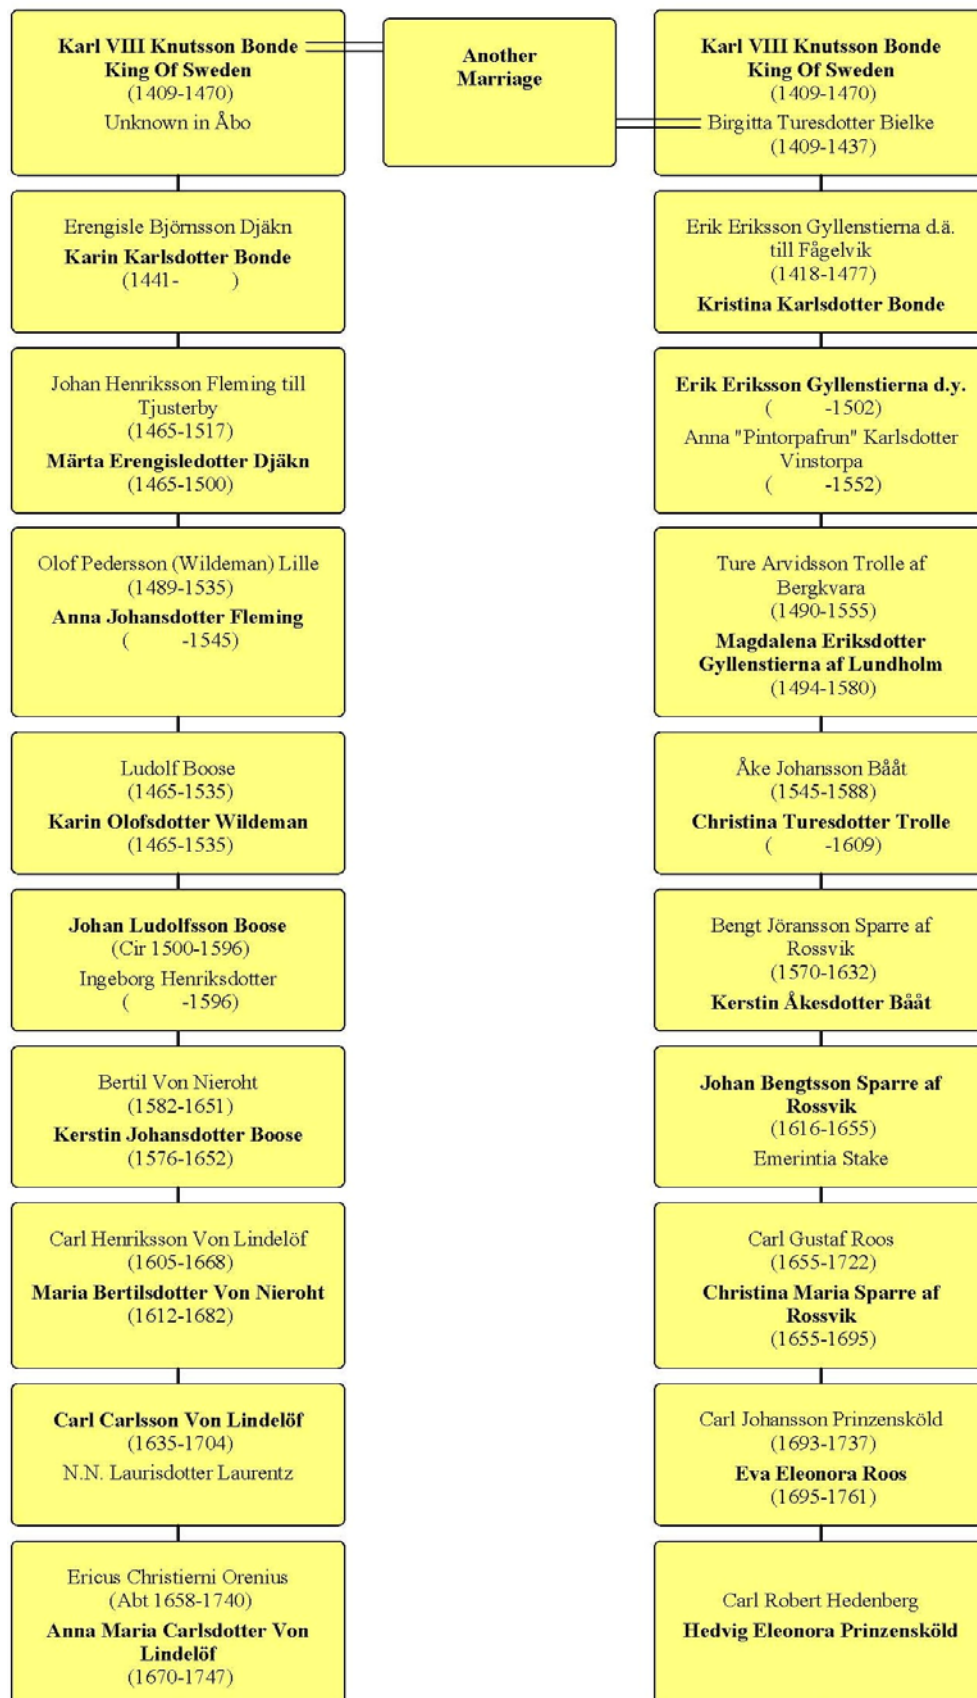 Karl VIII Knutsson Bonde
King Of Sweden
(1409-1470)
Unknown in Åbo
Another
Marriage
Karl VIII Knutsson Bonde
King Of Sweden
(1409-1470)
Birgitta Turesdotter Bielke
(1409-1437)
Erengisle Björnsson Djäkn
Karin Karlsdotter Bonde
(1441- )
Erik Eriksson Gyllenstierna d.ä.
till Fågelvik
(1418-1477)
Kristina Karlsdotter Bonde
Johan Henriksson Fleming till
Tjusterby
(1465-1517)
Märta Erengisledotter Djäkn
(1465-1500)
Erik Eriksson Gyllenstierna d.y.
( -1502)
Anna "Pintorpafrun" Karlsdotter
Vinstorpa
( -1552)
Olof Pedersson (Wildeman) Lille
(1489-1535)
Anna Johansdotter Fleming
( -1545)
Ture Arvidsson Trolle af
Bergkvara
(1490-1555)
Magdalena Eriksdotter
Gyllenstierna af Lundholm
(1494-1580)
Ludolf Boose
(1465-1535)
Karin Olofsdotter Wildeman
(1465-1535)
Åke Johansson Bååt
(1545-1588)
Christina Turesdotter Trolle
( -1609)
Johan Ludolfsson Boose
(Cir 1500-1596)
Ingeborg Henriksdotter
( -1596)
Bengt Jöransson Sparre af
Rossvik
(1570-1632)
Kerstin Åkesdotter Bååt
Bertil Von Nieroht
(1582-1651)
Kerstin Johansdotter Boose
(1576-1652)
Johan Bengtsson Sparre af
Rossvik
(1616-1655)
Emerintia Stake
Carl Henriksson Von Lindelöf
(1605-1668)
Maria Bertilsdotter Von Nieroht
(1612-1682)
Carl Gustaf Roos
(1655-1722)
Christina Maria Sparre af
Rossvik
(1655-1695)
Carl Carlsson Von Lindelöf
(1635-1704)
N.N. Laurisdotter Laurentz
Carl Johansson Prinzensköld
(1693-1737)
Eva Eleonora Roos
(1695-1761)
Ericus Christierni Orenius
(Abt 1658-1740)
Anna Maria Carlsdotter Von
Lindelöf
(1670-1747)
Carl Robert Hedenberg
Hedvig Eleonora Prinzensköld